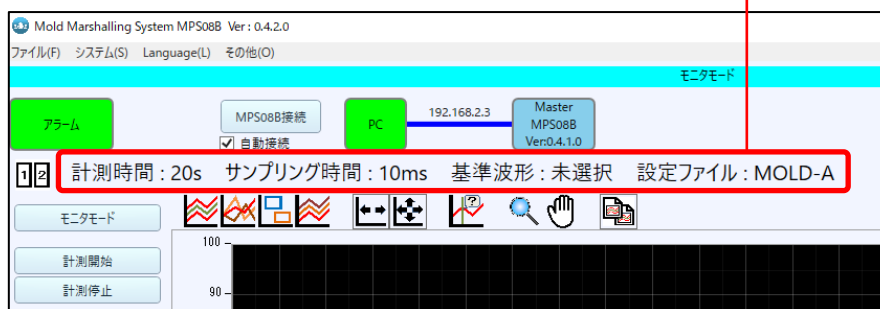 Mold Marshalling System MPS08B Ver : 0.4.2.0
ファイル(F) システム(S) Language(L) その他(O)
モニタモード
アラーム
MPS08B接続
自動接続
PC
192.168.2.3
Master
MPS08B
Ver:0.4.1.0
1 2
計測時間 : 20s サンプリング時間 : 10ms 基準波形 : 未選択 設定ファイル : MOLD-A
モニタモード
計測開始
計測停止
?
100
90